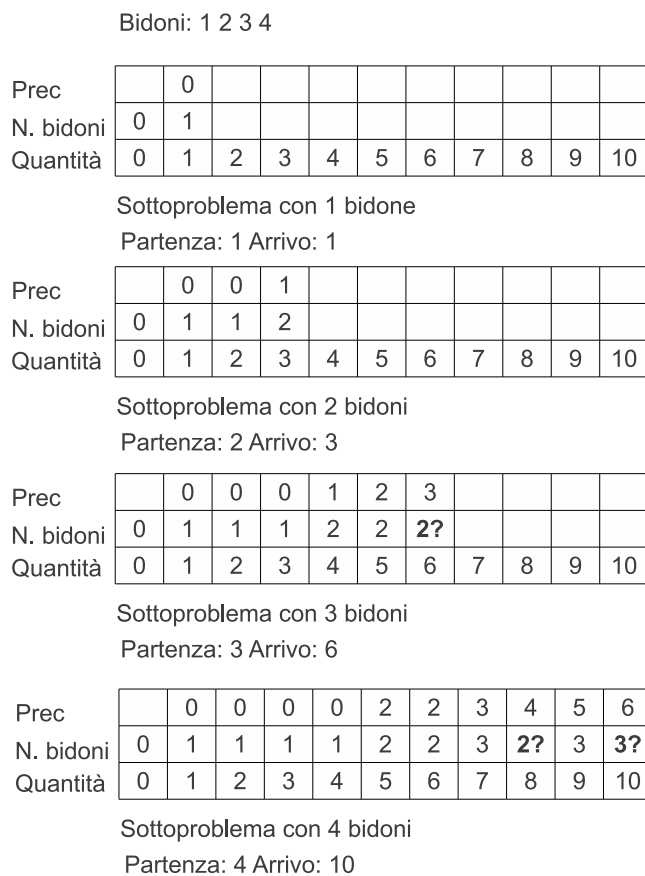 Bidoni: 1 2 3 4
Prec 0
N. bidoni 0 1
Quantità 0 1 2 3 4 5 6 7 8 9 10
Sottoproblema con 1 bidone
Partenza: 1 Arrivo: 1
Prec 0 0 1
N. bidoni 0 1 1 2
Quantità 0 1 2 3 4 5 6 7 8 9 10
Sottoproblema con 2 bidoni
Partenza: 2 Arrivo: 3
Prec 0 0 0 1 2 3
N. bidoni 0 1 1 1 2 2 2?
Quantità 0 1 2 3 4 5 6 7 8 9 10
Sottoproblema con 3 bidoni
Partenza: 3 Arrivo: 6
Prec 0 0 0 0 2 2 3 4 5 6
N. bidoni 0 1 1 1 1 2 2 3 2? 3 3?
Quantità 0 1 2 3 4 5 6 7 8 9 10
Sottoproblema con 4 bidoni
Partenza: 4 Arrivo: 10